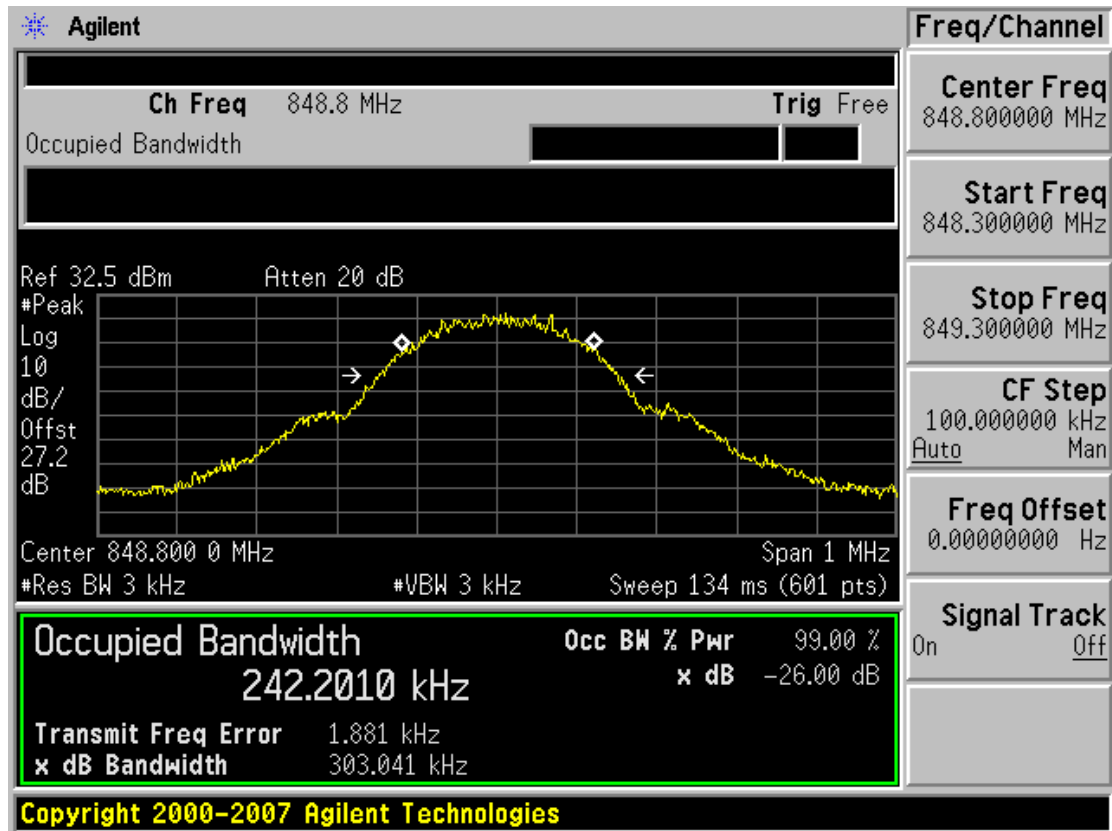 Agilent
Freq/Channel
Ch Freq 848.8 MHz Trig Free
Occupied Bandwidth
Center Freq
848.800000 MHz
Start Freq
848.300000 MHz
Stop Freq
849.300000 MHz
CF Step
100.000000 kHz
Auto Man
Freq Offset
0.00000000 Hz
Signal Track
On Off
Ref 32.5 dBm Atten 20 dB
#Peak
Log
10
dB/
Offst
27.2
dB
Center 848.800 0 MHz Span 1 MHz
#Res BW 3 kHz #VBW 3 kHz Sweep 134 ms (601 pts)
Occupied Bandwidth Occ BW % Pwr 99.00 %
242.2010 kHz x dB -26.00 dB
Transmit Freq Error 1.881 kHz
x dB Bandwidth 303.041 kHz
Copyright 2000-2007 Agilent Technologies